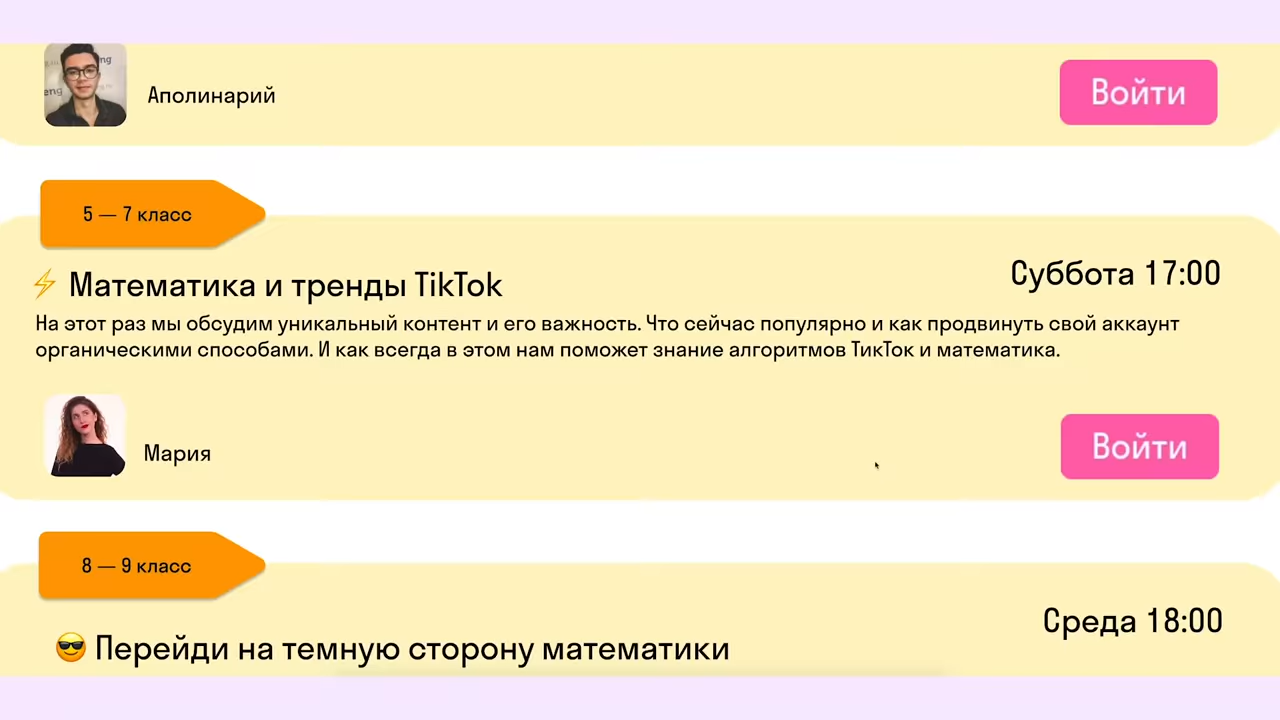 Аполинарий
Войти
5 — 7 класс
Математика и тренды TikTok
Суббота 17:00
На этот раз мы обсудим уникальный контент и его важность. Что сейчас популярно и как продвинуть свой аккаунт
органическими способами. И как всегда в этом нам поможет знание алгоритмов ТикТок и математика.
Мария
Войти
8 — 9 класс
Среда 18:00
😎 Перейди на темную сторону математики